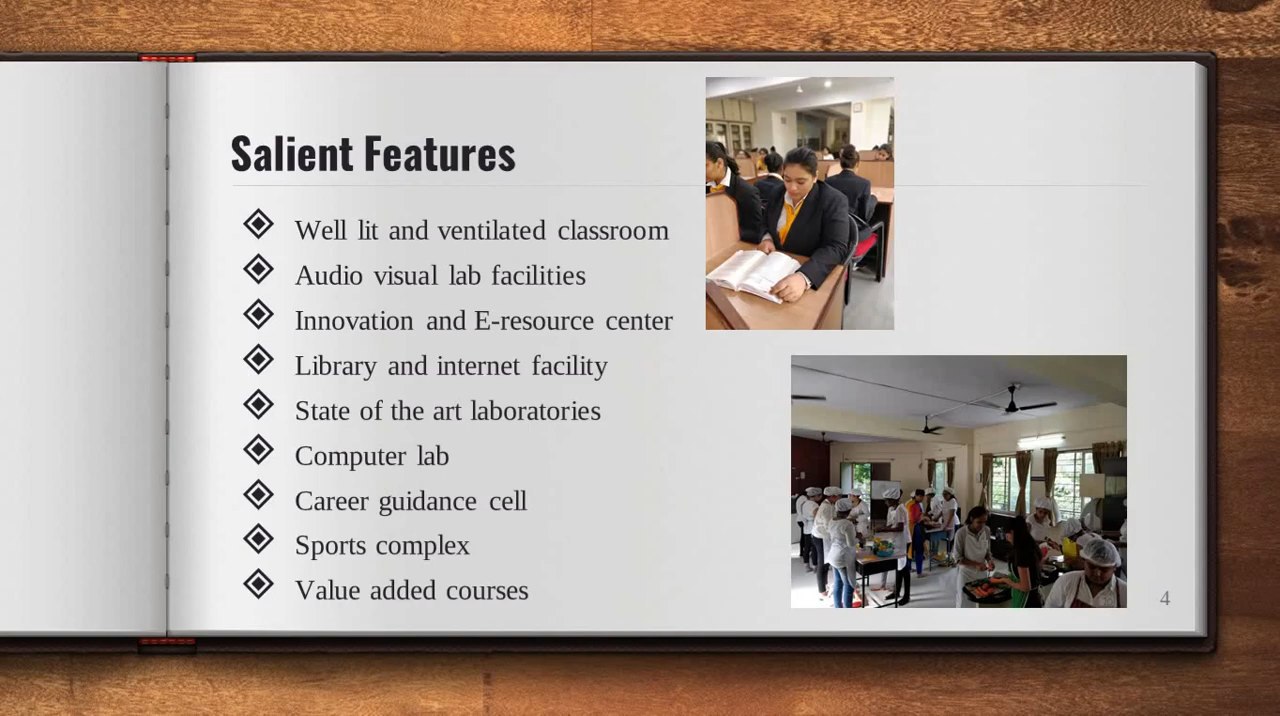 Salient Features
Well lit and ventilated classroom
Audio visual lab facilities
Innovation and E-resource center
Library and internet facility
State of the art laboratories
Computer lab
Career guidance cell
Sports complex
Value added courses
4